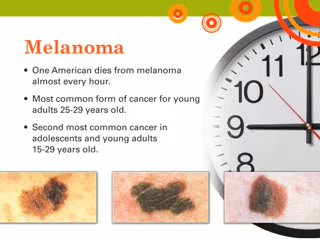 Melanoma
• One American dies from melanoma
almost every hour.
• Most common form of cancer for young
adults 25-29 years old.
• Second most common cancer in
adolescents and young adults
15-29 years old.
11
12
10
9
8
7
6